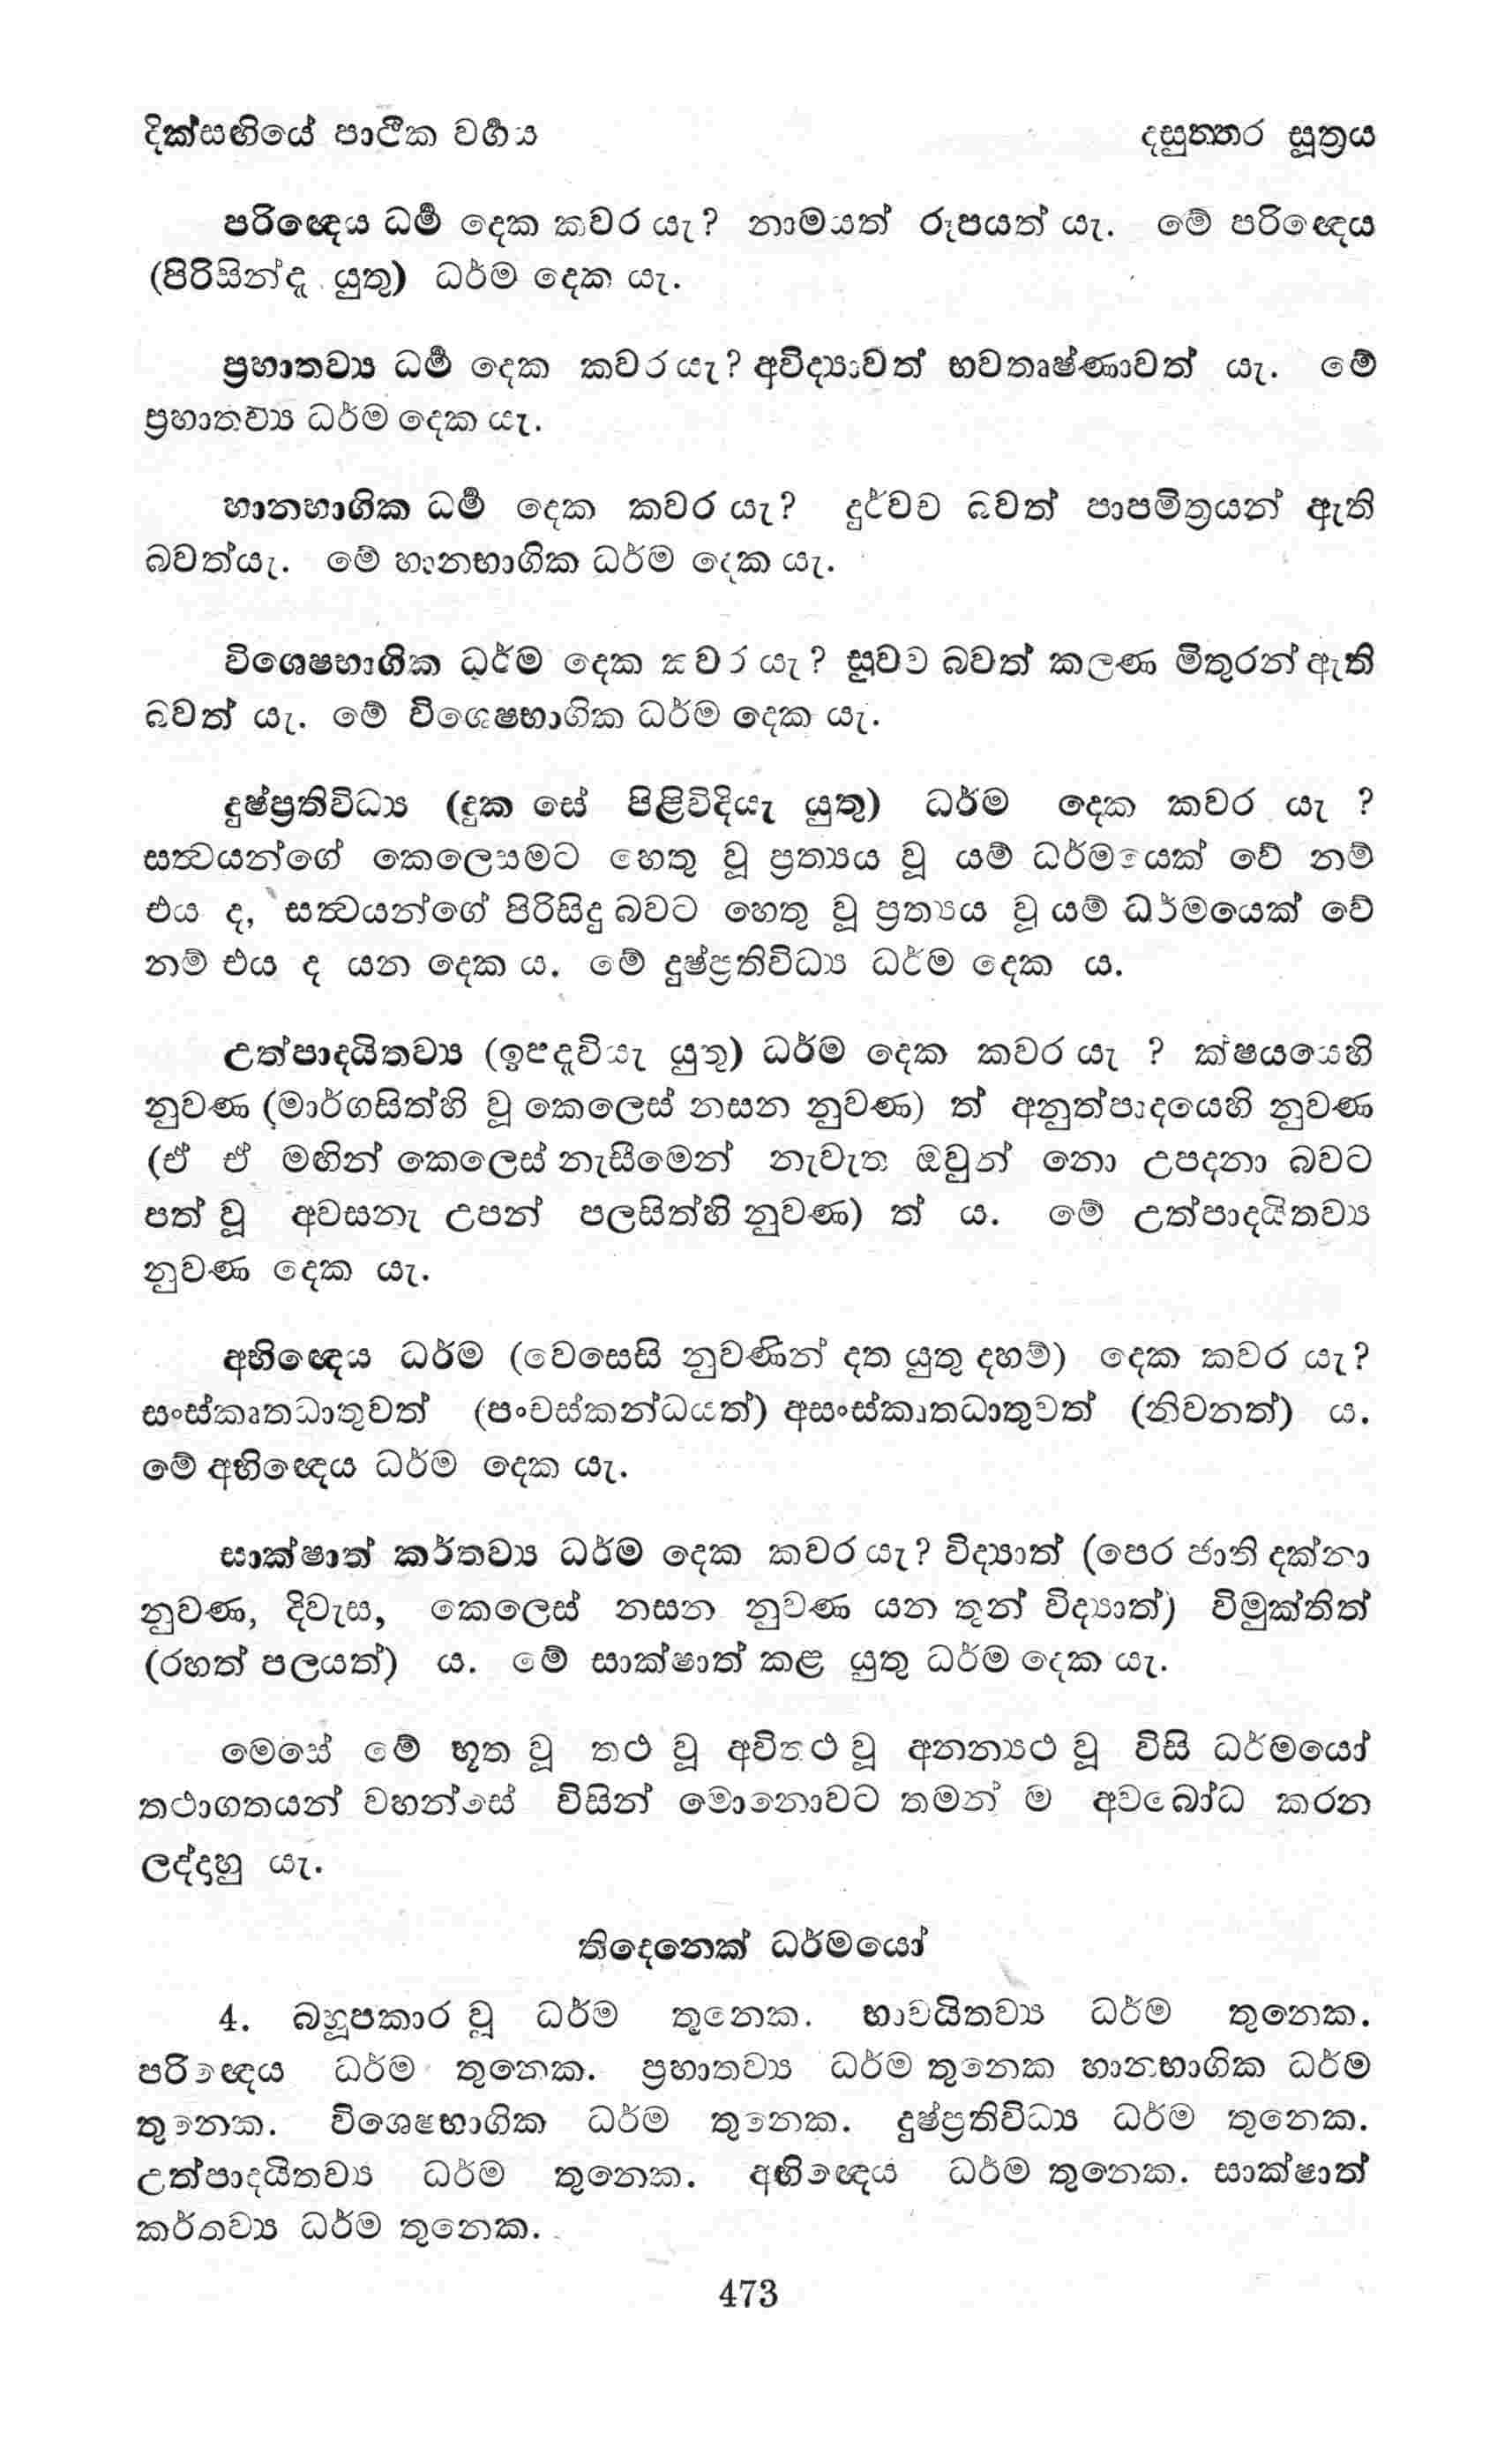 දික්සඟියේ පාථික වර්‍ගය
දසුත්තර සූත්‍රය
පරිඥෙය ධර්‍ම දෙක කවර යැ? නාමයත් රූපයත් යැ. මේ පරිඥෙය
(පිරිසින්ද යුතු) ධර්ම දෙක යැ.
ප්‍රහාතව්‍ය ධර්‍ම දෙක කවරයැ? අවිද්‍යාවත් භවතෘෂ්ණාවත් යැ. මේ
ප්‍රහාතව්‍ය ධර්ම දෙක යැ.
හානභාගික ධර්‍ම දෙක කවර යැ? දුර්වච බවත් පාපමිත්‍රයන් ඇති
බවත්යැ. මේ හානභාගික ධර්ම දෙක යැ.
විශෙෂභාගික ධර්ම දෙක කවර යැ? සුවච බවත් කලණ මිතුරන් ඇති
බවත් යැ. මේ විශෙෂභාගික ධර්ම දෙක යැ.
දුෂ්ප්‍රතිවිධ්‍ය (දුක සේ පිළිවිදියැ යුතු) ධර්ම දෙක කවර යැ ?
සත්‍වයන්ගේ කෙලෙසමට හෙතු වූ ප්‍රත්‍යය වූ යම් ධර්මයෙක් වේ නම්
එය ද, සත්‍වයන්ගේ පිරිසිදු බවට හෙතු වූ ප්‍රත්‍යය වූ යම් ධර්මයෙක් වේ
නම් එය ද යන දෙක ය. මේ දුෂ්ප්‍රතිවිධ්‍ය ධර්ම දෙක ය.
උත්පාදයිතව්‍ය (ඉපදවියැ යුතු) ධර්ම දෙක කවර යැ ? ක්ෂයයෙහි
නුවණ (මාර්ගසිත්හි වූ කෙලෙස් නසන නුවණ) ත් අනුත්පාදයෙහි නුවණ
(ඒ ඒ මඟින් කෙලෙස් නැසීමෙන් නැවැත ඔවුන් නො උපදනා බවට
පත් වූ අවසනැ උපන් පලසිත්හි නුවණ) ත් ය. මේ උත්පාදයිතව්‍ය
නුවණ දෙක යැ.
අභිඥෙය ධර්ම (වෙසෙසි නුවණින් දත යුතු දහම්) දෙක කවර යැ?
සංස්කෘතධාතුවත් (පංචස්කන්ධයත්) අසංස්කෘතධාතුවත් (නිවනත්) ය.
මේ අභිඥෙය ධර්ම දෙක යැ.
සාක්ෂාත් කර්තව්‍ය ධර්ම දෙක කවරයැ? විද්‍යාත් (පෙර ජාති දක්නා
නුවණ, දිවැස, කෙලෙස් නසන නුවණ යන තුන් විද්‍යාත්) විමුක්තිත්
(රහත් පලයත්) ය. මේ සාක්ෂාත් කළ යුතු ධර්ම දෙක යැ.
මෙසේ මේ භූත වූ තථ වූ අවිතථ වූ අනන්‍යථ වූ විසි ධර්මයෝ
තථාගතයන් වහන්සේ විසින් මොනොවට තමන් ම අවබෝධ කරන
ලද්දාහු යැ.
තිදෙනෙක් ධර්මයෝ
4. බහූපකාර වූ ධර්ම තුනෙක. භාවයිතව්‍ය ධර්ම තුනෙක.
පරිඥෙය ධර්ම තුනෙක. ප්‍රහාතව්‍ය ධර්ම තුනෙක හානභාගික ධර්ම
තුනෙක. විශෙෂභාගික ධර්ම තුනෙක. දුෂ්ප්‍රතිවිධ්‍ය ධර්ම තුනෙක.
උත්පාදයිතව්‍ය ධර්ම තුනෙක. අභිඥෙය ධර්ම තුනෙක. සාක්ෂාත්
කර්තව්‍ය ධර්ම තුනෙක.
473